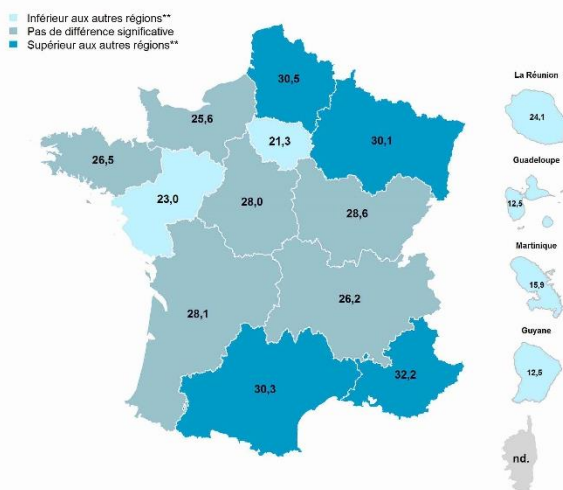 Inférieur aux autres régions**
Pas de différence significative
Supérieur aux autres régions**
30,5
La Réunion
24,1
25,6
21,3
30,1
26,5
Guadeloupe
12,5
23,0
28,0
28,6
Martinique
15,9
28,1
26,2
Guyane
12,5
30,3
32,2
nd.